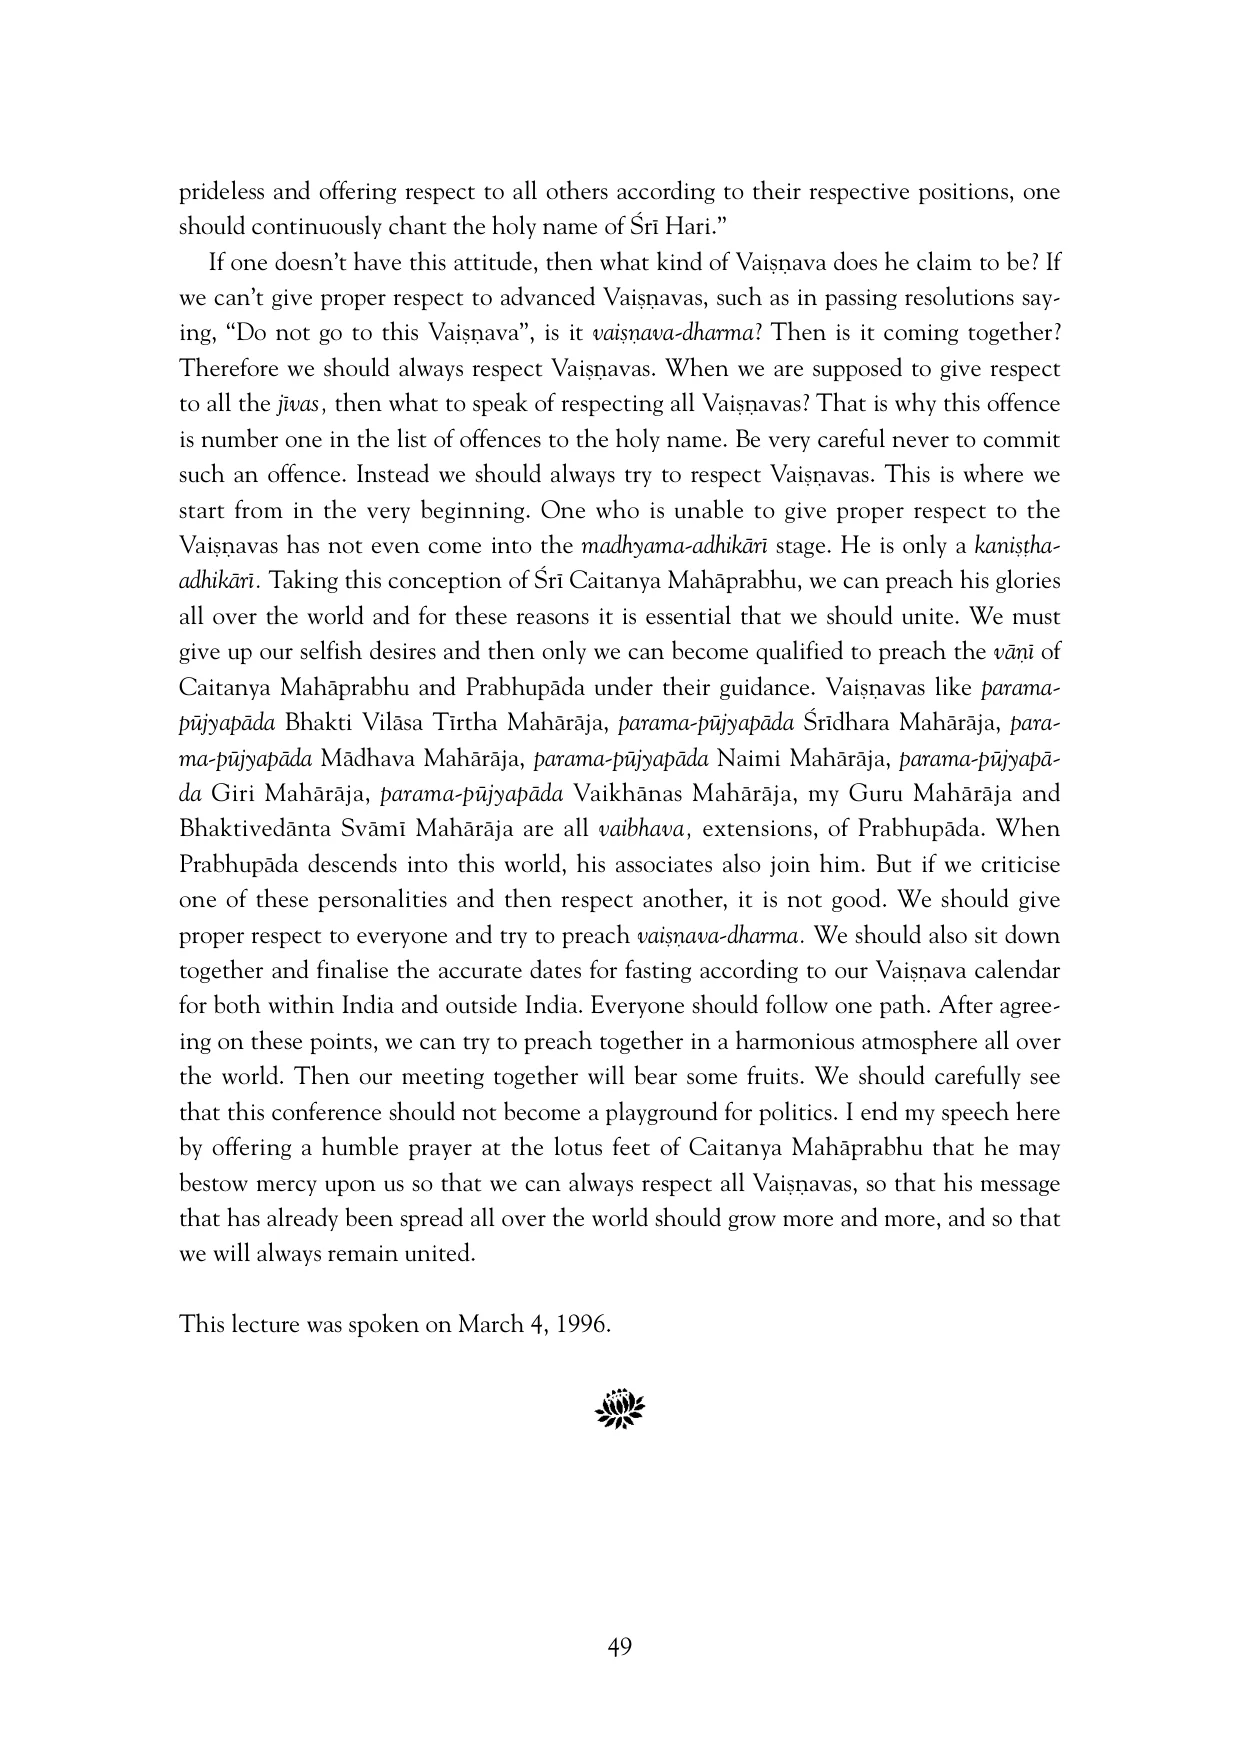 prideless and offering respect to all others according to their respective positions, one
should continuously chant the holy name of Śrī Hari.”
If one doesn’t have this attitude, then what kind of Vaiṣṇava does he claim to be? If
we can’t give proper respect to advanced Vaiṣṇavas, such as in passing resolutions say-
ing, “Do not go to this Vaiṣṇava”, is it vaiṣṇava-dharma? Then is it coming together?
Therefore we should always respect Vaiṣṇavas. When we are supposed to give respect
to all the jīvas, then what to speak of respecting all Vaiṣṇavas? That is why this offence
is number one in the list of offences to the holy name. Be very careful never to commit
such an offence. Instead we should always try to respect Vaiṣṇavas. This is where we
start from in the very beginning. One who is unable to give proper respect to the
Vaiṣṇavas has not even come into the madhyama-adhikārī stage. He is only a kaniṣṭha-
adhikārī. Taking this conception of Śrī Caitanya Mahāprabhu, we can preach his glories
all over the world and for these reasons it is essential that we should unite. We must
give up our selfish desires and then only we can become qualified to preach the vāṇī of
Caitanya Mahāprabhu and Prabhupāda under their guidance. Vaiṣṇavas like parama-
pūjyapāda Bhakti Vilāsa Tīrtha Mahārāja, parama-pūjyapāda Śrīdhara Mahārāja, para-
ma-pūjyapāda Mādhava Mahārāja, parama-pūjyapāda Naimi Mahārāja, parama-pūjyapā-
da Giri Mahārāja, parama-pūjyapāda Vaikhānas Mahārāja, my Guru Mahārāja and
Bhaktivedānta Svāmī Mahārāja are all vaibhava, extensions, of Prabhupāda. When
Prabhupāda descends into this world, his associates also join him. But if we criticise
one of these personalities and then respect another, it is not good. We should give
proper respect to everyone and try to preach vaiṣṇava-dharma. We should also sit down
together and finalise the accurate dates for fasting according to our Vaiṣṇava calendar
for both within India and outside India. Everyone should follow one path. After agree-
ing on these points, we can try to preach together in a harmonious atmosphere all over
the world. Then our meeting together will bear some fruits. We should carefully see
that this conference should not become a playground for politics. I end my speech here
by offering a humble prayer at the lotus feet of Caitanya Mahāprabhu that he may
bestow mercy upon us so that we can always respect all Vaiṣṇavas, so that his message
that has already been spread all over the world should grow more and more, and so that
we will always remain united.
This lecture was spoken on March 4, 1996.
49